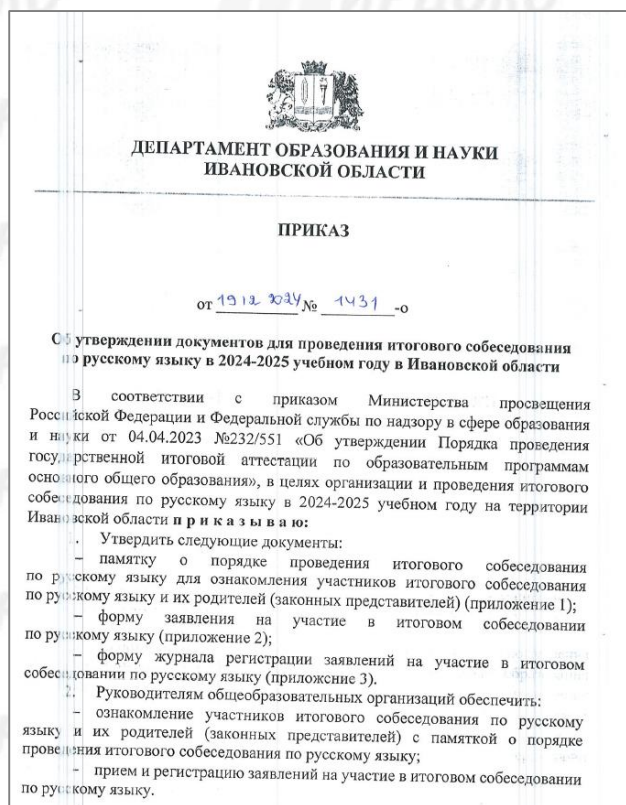 ДЕПАРТАМЕНТ ОБРАЗОВАНИЯ И НАУКИ
ИВАНОВСКОЙ ОБЛАСТИ
ПРИКАЗ
от 19 12 2024 № 1431 -о
Об утверждении документов для проведения итогового собеседования
по русскому языку в 2024-2025 учебном году в Ивановской области
В соответствии с приказом Министерства просвещения
Российской Федерации и Федеральной службы по надзору в сфере образования
и науки от 04.04.2023 №232/551 «Об утверждении Порядка проведения
государственной итоговой аттестации по образовательным программам
основного общего образования», в целях организации и проведения итогового
собеседования по русскому языку в 2024-2025 учебном году на территории
Ивановской области п р и к а з ы в а ю:
1. Утвердить следующие документы:
– памятку о порядке проведения итогового собеседования
по русскому языку для ознакомления участников итогового собеседования
по русскому языку и их родителей (законных представителей) (приложение 1);
– форму заявления на участие в итоговом собеседовании
по русскому языку (приложение 2);
– форму журнала регистрации заявлений на участие в итоговом
собеседовании по русскому языку (приложение 3).
2. Руководителям общеобразовательных организаций обеспечить:
– ознакомление участников итогового собеседования по русскому
языку и их родителей (законных представителей) с памяткой о порядке
проведения итогового собеседования по русскому языку;
– прием и регистрацию заявлений на участие в итоговом собеседовании
по русскому языку.